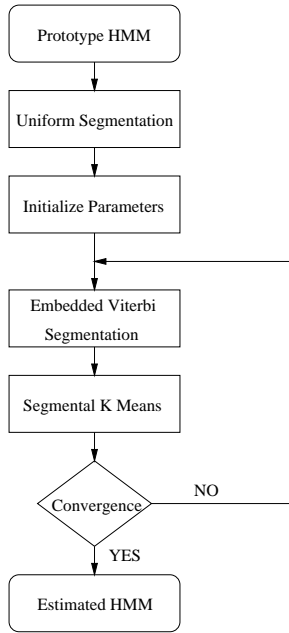 Prototype HMM
Uniform Segmentation
Initialize Parameters
Embedded Viterbi
Segmentation
Segmental K Means
Convergence
NO
YES
Estimated HMM